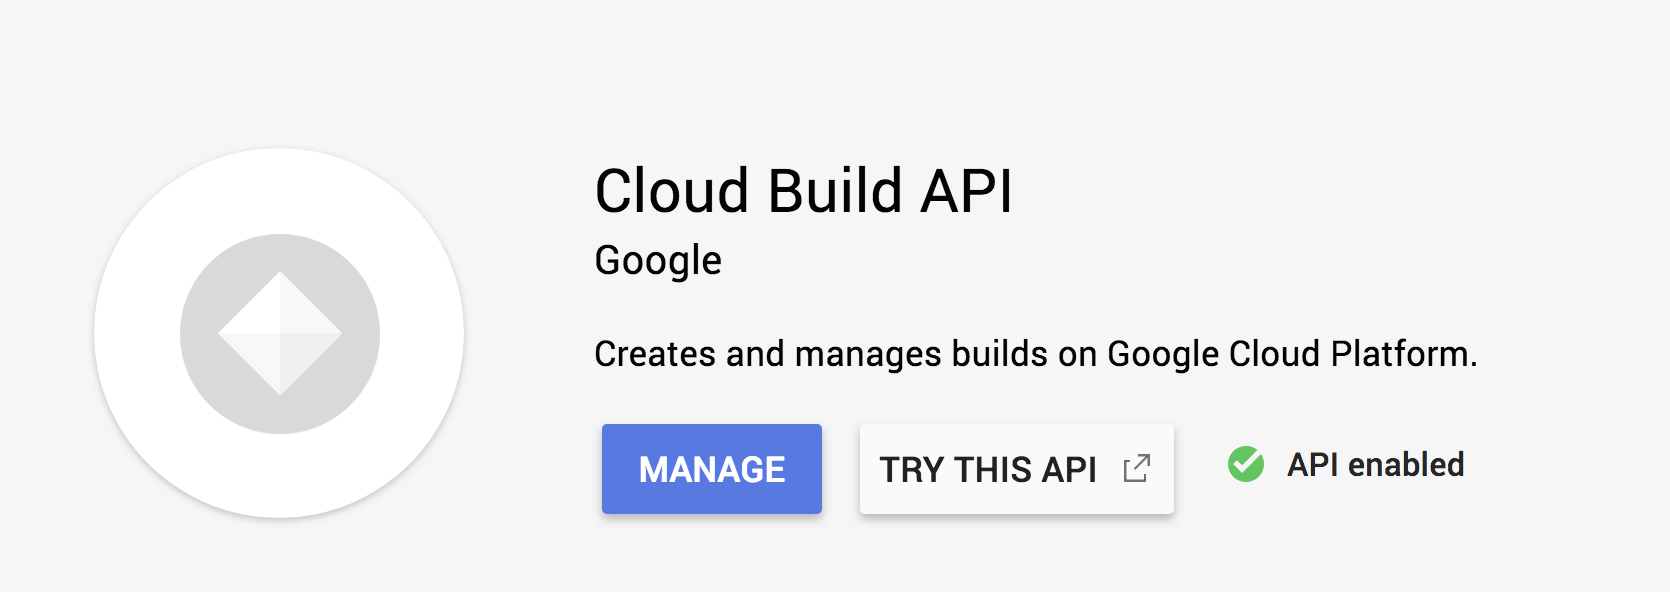 Cloud Build API
Google
Creates and manages builds on Google Cloud Platform.
MANAGE
TRY THIS API
API enabled